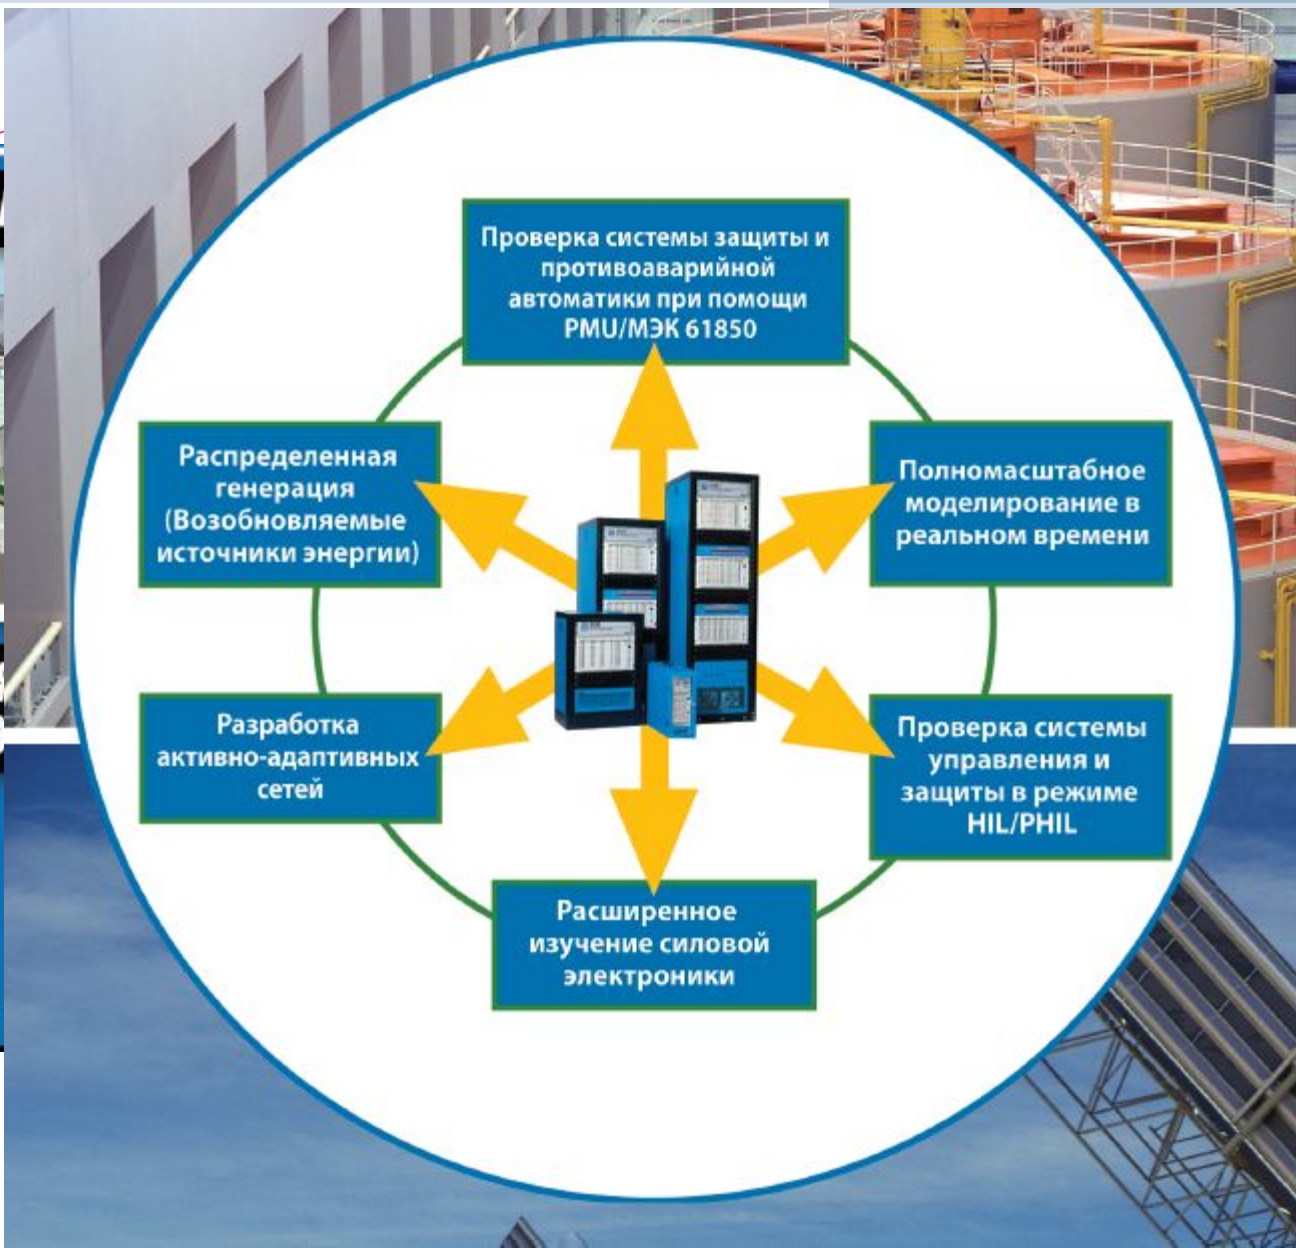 Проверка системы защиты и
противоаварийной
автоматики при помощи
PMU/МЭК 61850
Распределенная
генерация
(Возобновляемые
источники энергии)
Полномасштабное
моделирование в
реальном времени
Разработка
активно-адаптивных
сетей
Проверка системы
управления и
защиты в режиме
HIL/PHIL
Расширенное
изучение силовой
электроники